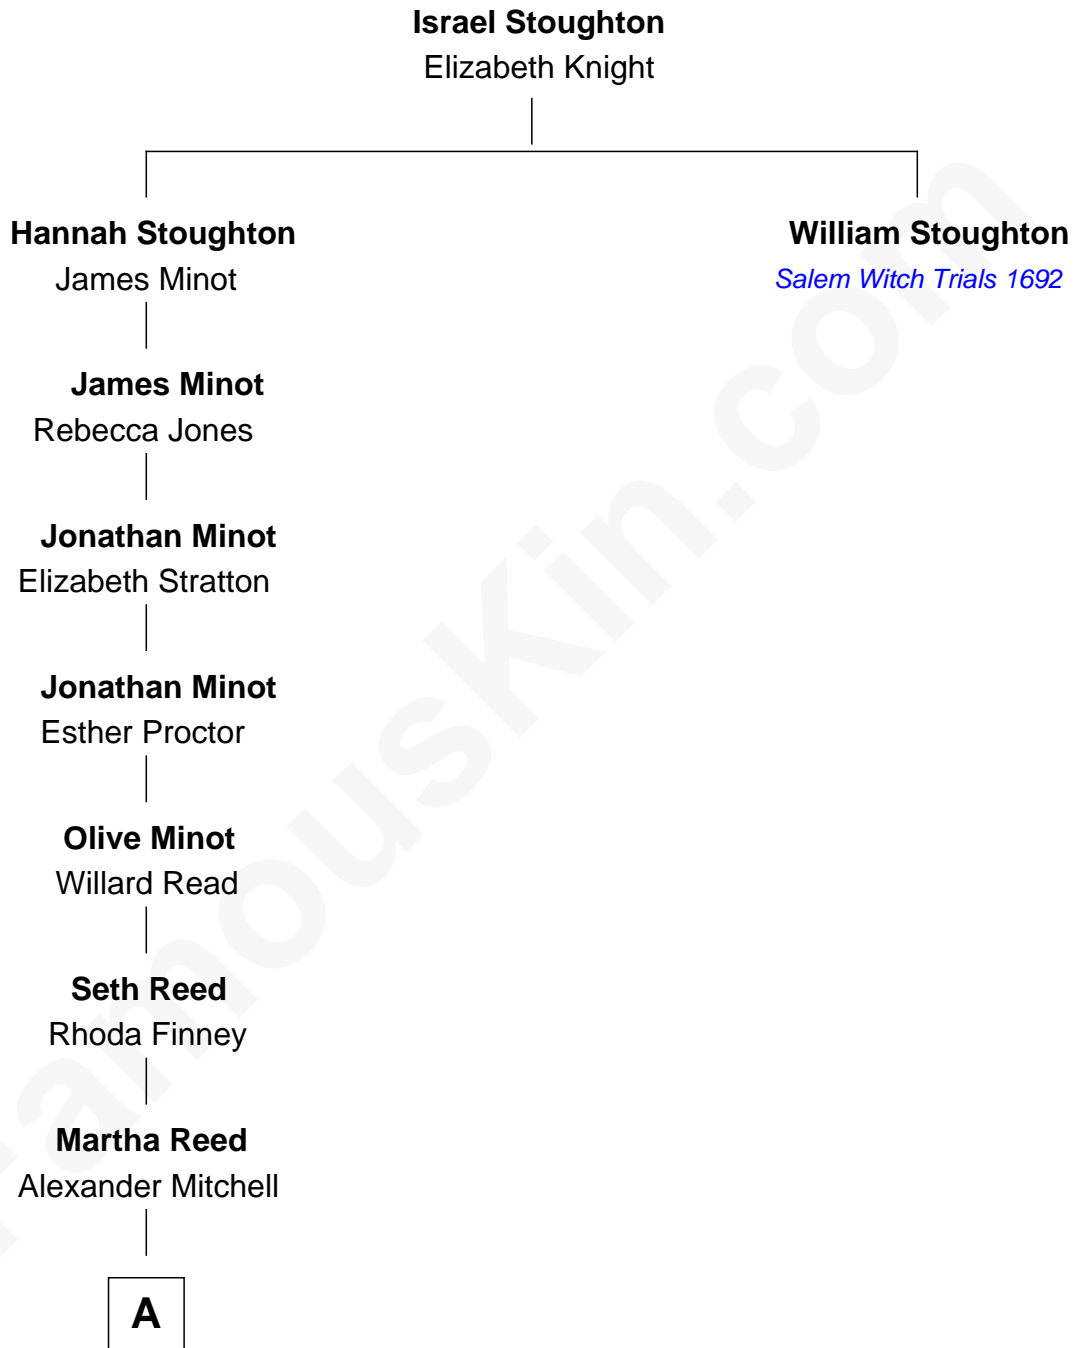 Israel Stoughton
Elizabeth Knight
Hannah Stoughton
James Minot
William Stoughton
Salem Witch Trials 1692
James Minot
Rebecca Jones
Jonathan Minot
Elizabeth Stratton
Jonathan Minot
Esther Proctor
Olive Minot
Willard Read
Seth Reed
Rhoda Finney
Martha Reed
Alexander Mitchell
A
FamousKin.com